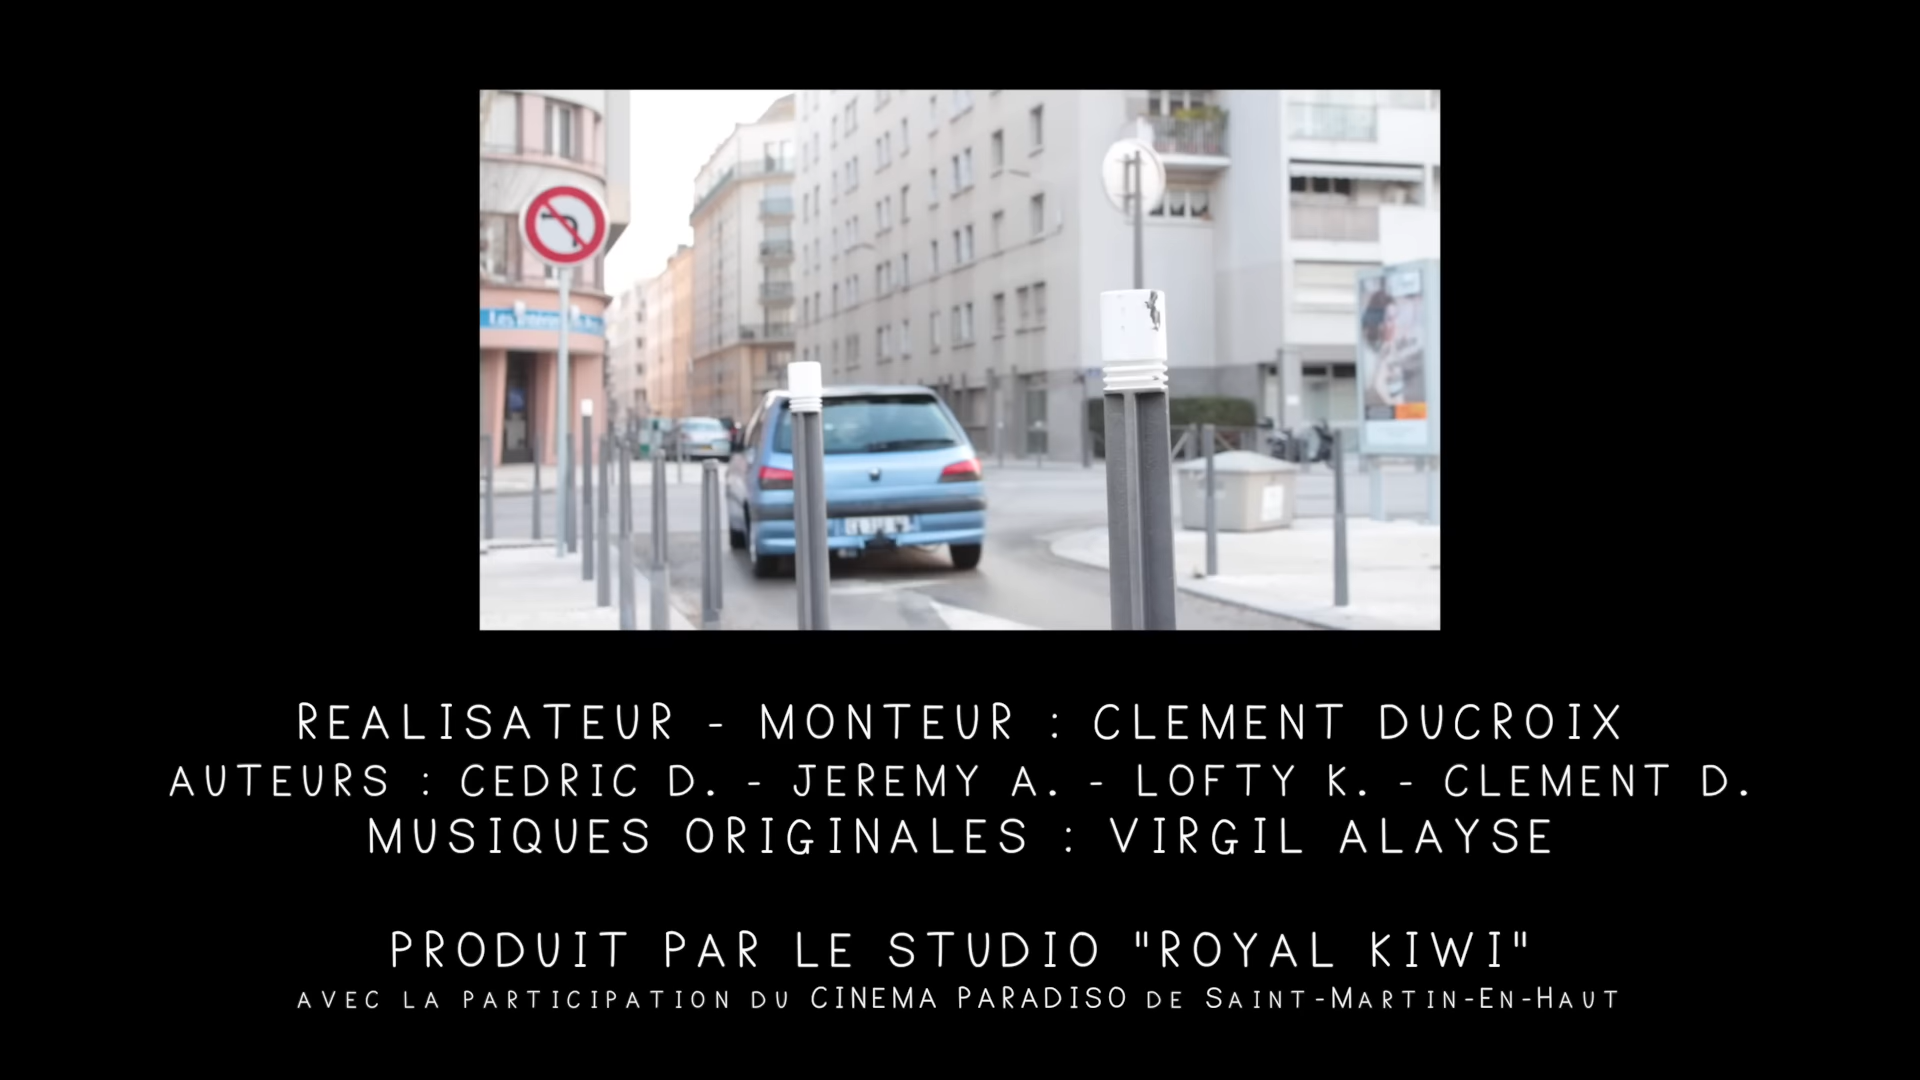 Les
REALISATEUR - MONTEUR : CLEMENT DUCROIX
AUTEURS : CEDRIC D. - JEREMY A. - LOFTY K. - CLEMENT D.
MUSIQUES ORIGINALES : VIRGIL ALAYSE
PRODUIT PAR LE STUDIO "ROYAL KIWI"
AVEC LA PARTICIPATION DU CINEMA PARADISO DE SAINT-MARTIN-EN-HAUT